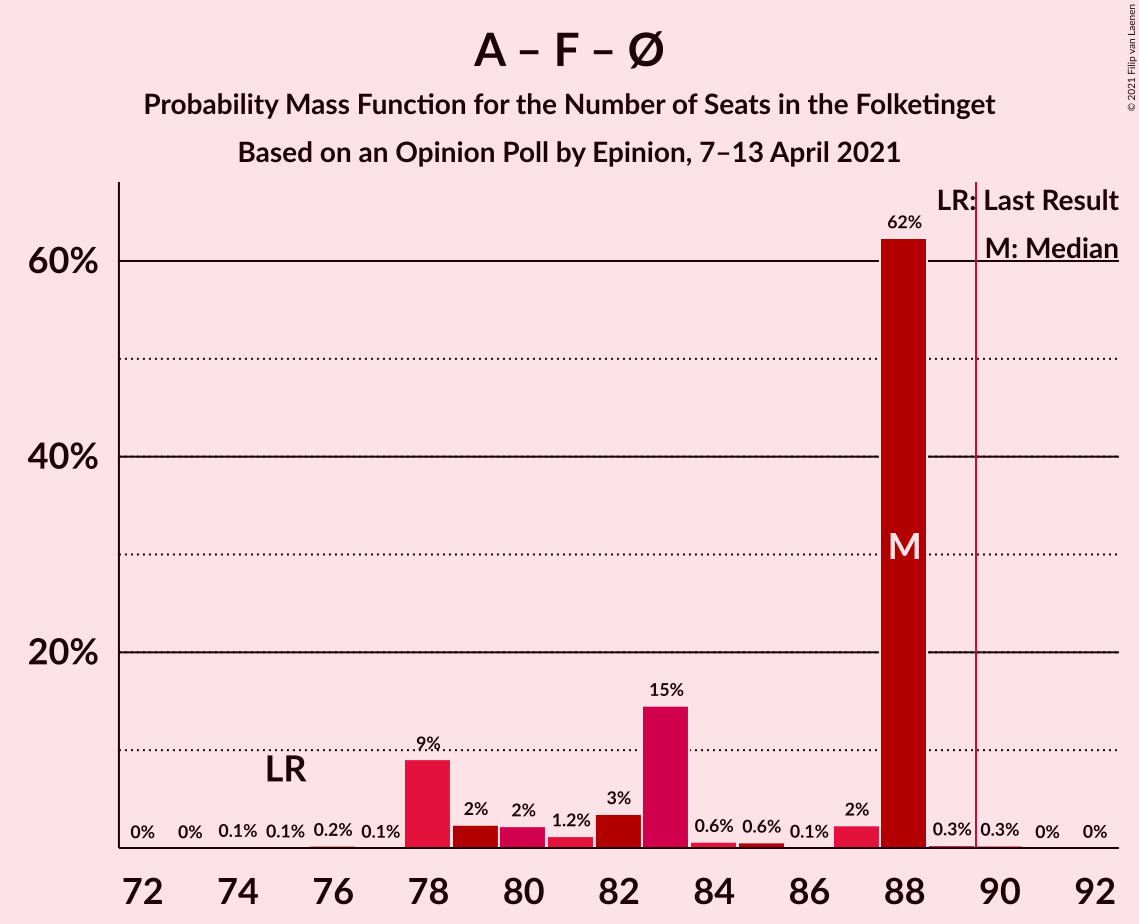 A – F – Ø
Probability Mass Function for the Number of Seats in the Folketinget
Based on an Opinion Poll by Epinion, 7–13 April 2021
© 2021 Filip van Laenen
LR: Last Result
M: Median
60%
40%
20%
0% 0% 0.1% 0.1% 0.2% 0.1% 9% 2% 2% 1.2% 3% 15% 0.6% 0.6% 0.1% 2% 62% 0.3% 0.3% 0% 0%
LR
M
72 74 76 78 80 82 84 86 88 90 92